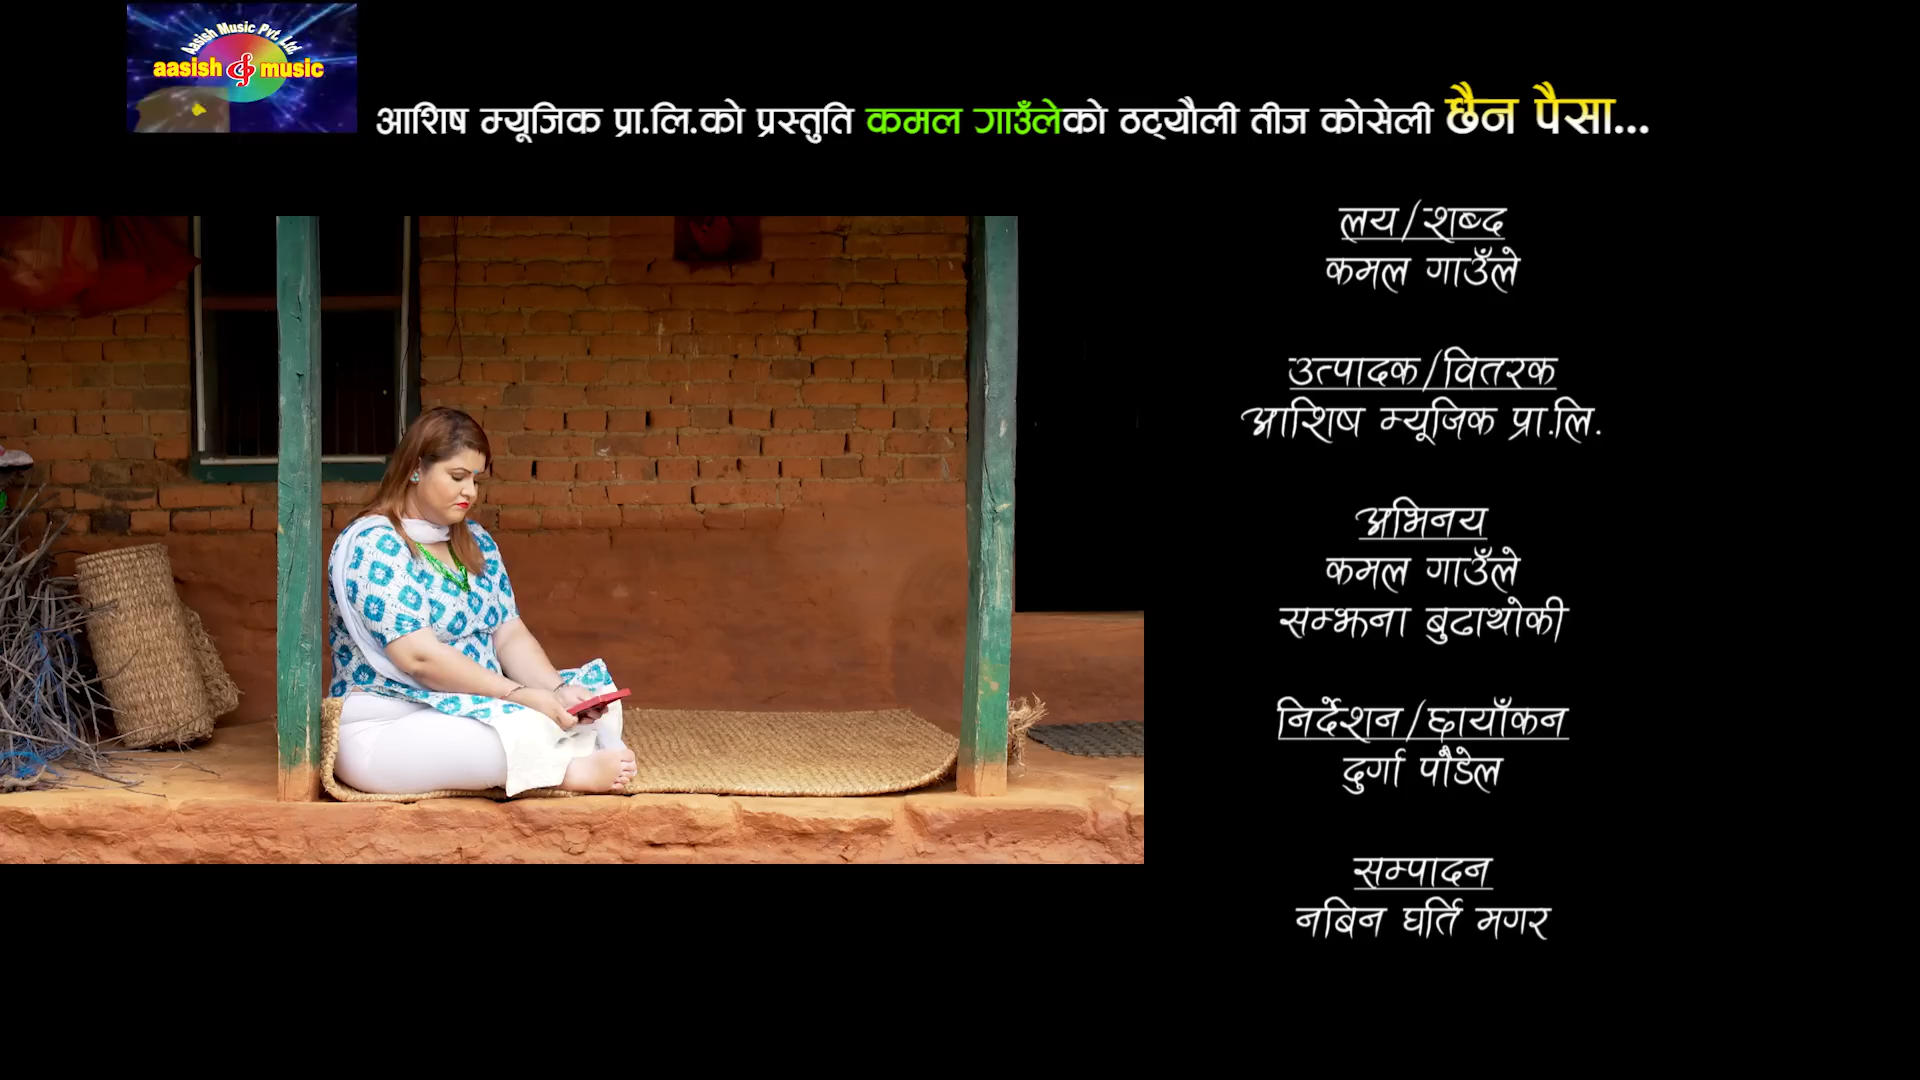 Aasish Music Pvt. Ltd.
aasish music
आशिष म्यूजिक प्रा.लि.को प्रस्तुति कमल गाउँलेको ठट्यौली तीज कोसेली छैन पैसा...
लय/शब्द
कमल गाउँले
उत्पादक/वितरक
आशिष म्यूजिक प्रा.लि.
अभिनय
कमल गाउँले
सम्झना बुढाथोकी
निर्देशन/छायाँकन
दुर्गा पौडेल
सम्पादन
नबिन घर्ति मगर